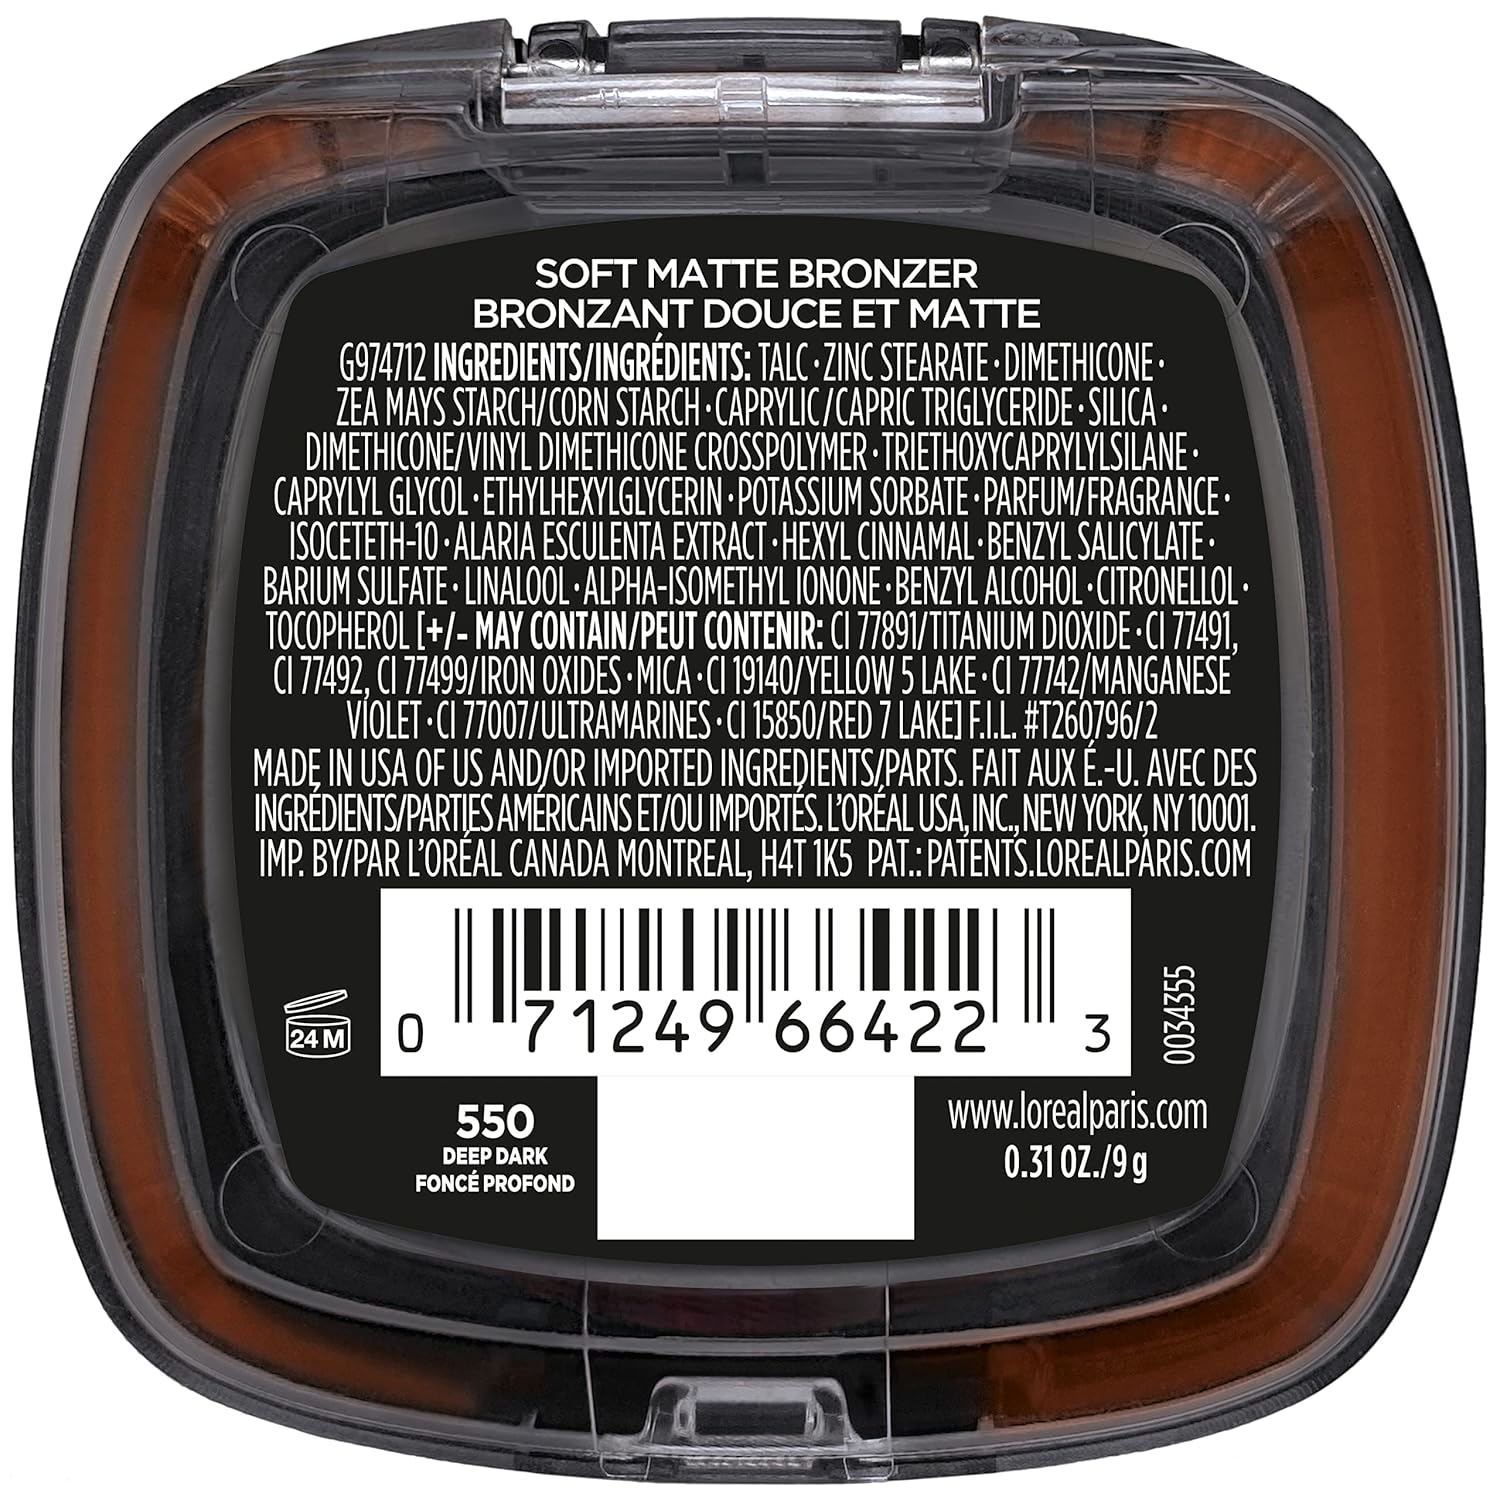 SOFT MATTE BRONZER
BRONZANT DOUCE ET MATTE
G974712 INGREDIENTS/INGRÉDIENTS: TALC • ZINC STEARATE • DIMETHICONE •
ZEA MAYS STARCH/CORN STARCH • CAPRYLIC/CAPRIC TRIGLYCERIDE • SILICA •
DIMETHICONE/VINYL DIMETHICONE CROSSPOLYMER • TRIETHOXYCAPRYLYLSILANE •
CAPRYLYL GLYCOL • ETHYLHEXYLGLYCERIN • POTASSIUM SORBATE • PARFUM/FRAGRANCE •
ISOCETETH-10 • ALARIA ESCULENTA EXTRACT • HEXYL CINNAMAL • BENZYL SALICYLATE •
BARIUM SULFATE • LINALOOL • ALPHA-ISOMETHYL IONONE • BENZYL ALCOHOL • CITRONELLOL •
TOCOPHEROL [+/- MAY CONTAIN/PEUT CONTENIR: CI 77891/TITANIUM DIOXIDE • CI 77491,
CI 77492, CI 77499/IRON OXIDES • MICA • CI 19140/YELLOW 5 LAKE • CI 77742/MANGANESE
VIOLET • CI 77007/ULTRAMARINES • CI 15850/RED 7 LAKE] F.I.L. #T260796/2
MADE IN USA OF US AND/OR IMPORTED INGREDIENTS/PARTS. FAIT AUX É.-U. AVEC DES
INGRÉDIENTS/PARTIES AMÉRICAINS ET/OU IMPORTÉS. L'ORÉAL USA, INC., NEW YORK, NY 10001.
IMP. BY/PAR L'ORÉAL CANADA MONTREAL, H4T 1K5 PAT.: PATENTS.LOREALPARIS.COM
24 M
0 71249 66422 3
0034355
550
DEEP DARK
FONCÉ PROFOND
www.lorealparis.com
0.31 OZ./9 g